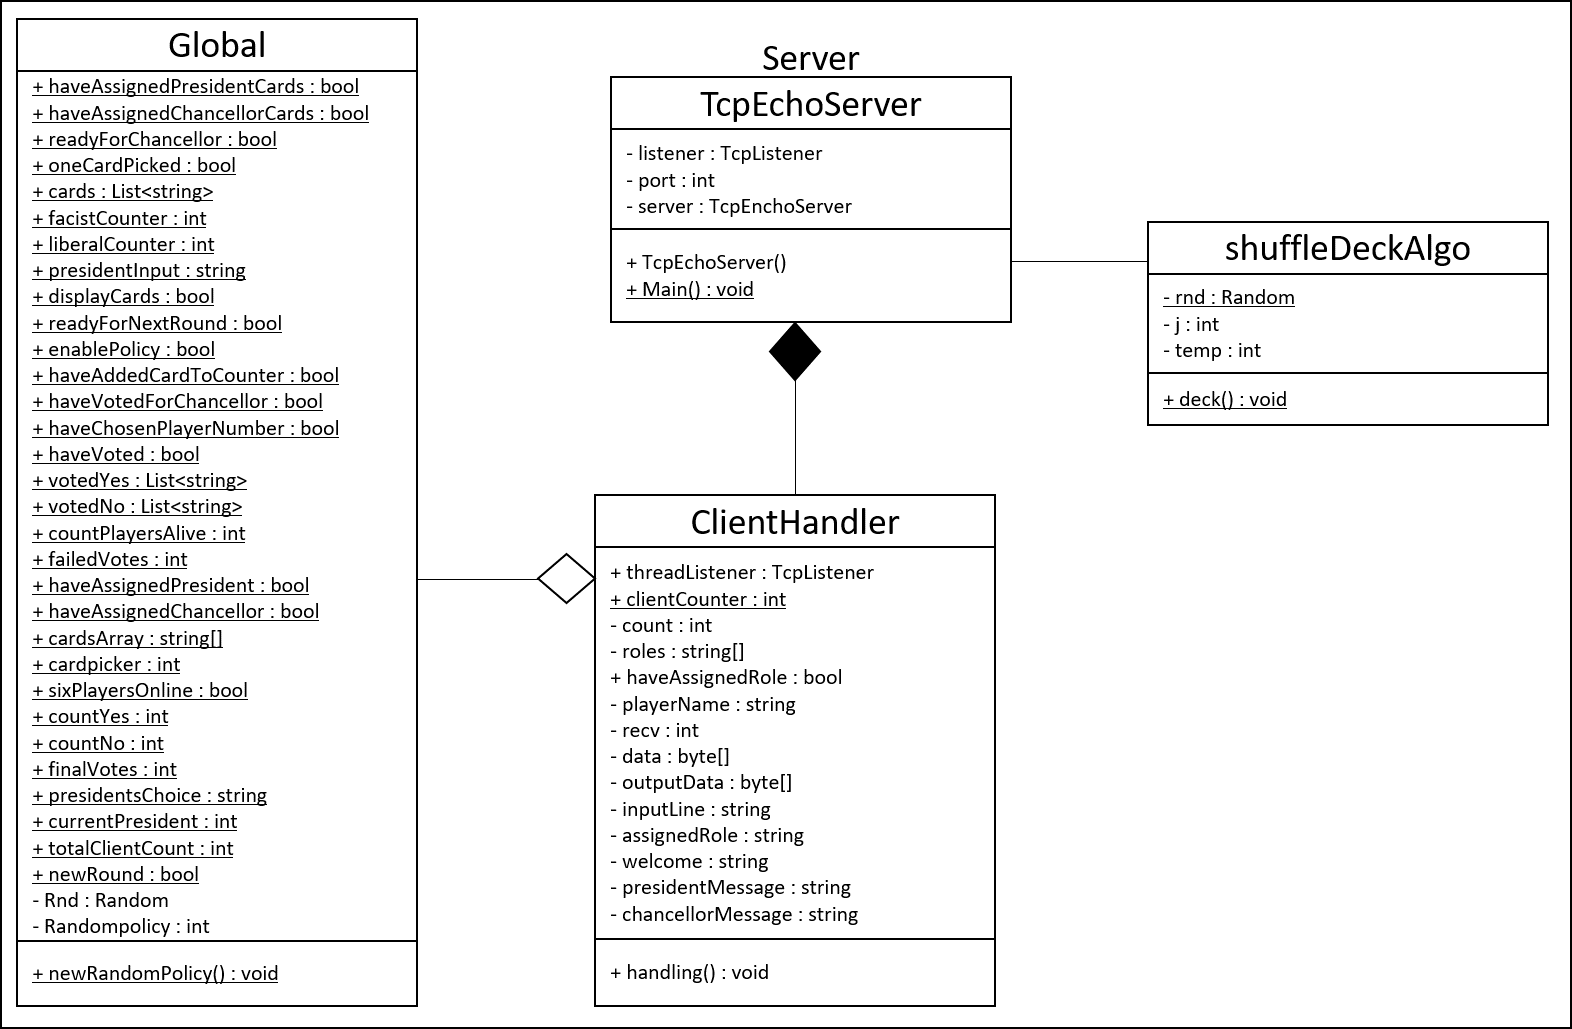 Global
+ haveAssignedPresidentCards : bool
+ haveAssignedChancellorCards : bool
+ readyForChancellor : bool
+ oneCardPicked : bool
+ cards : List<string>
+ facistCounter : int
+ liberalCounter : int
+ presidentInput : string
+ displayCards : bool
+ readyForNextRound : bool
+ enablePolicy : bool
+ haveAddedCardToCounter : bool
+ haveVotedForChancellor : bool
+ haveChosenPlayerNumber : bool
+ haveVoted : bool
+ votedYes : List<string>
+ votedNo : List<string>
+ countPlayersAlive : int
+ failedVotes : int
+ haveAssignedPresident : bool
+ haveAssignedChancellor : bool
+ cardsArray : string[]
+ cardpicker : int
+ sixPlayersOnline : bool
+ countYes : int
+ countNo : int
+ finalVotes : int
+ presidentsChoice : string
+ currentPresident : int
+ totalClientCount : int
+ newRound : bool
- Rnd : Random
- Randompolicy : int
+ newRandomPolicy() : void
Server
TcpEchoServer
- listener : TcpListener
- port : int
- server : TcpEnchoServer
+ TcpEchoServer()
+ Main() : void
shuffleDeckAlgo
- rnd : Random
- j : int
- temp : int
+ deck() : void
ClientHandler
+ threadListener : TcpListener
+ clientCounter : int
- count : int
- roles : string[]
+ haveAssignedRole : bool
- playerName : string
- recv : int
- data : byte[]
- outputData : byte[]
- inputLine : string
- assignedRole : string
- welcome : string
- presidentMessage : string
- chancellorMessage : string
+ handling() : void